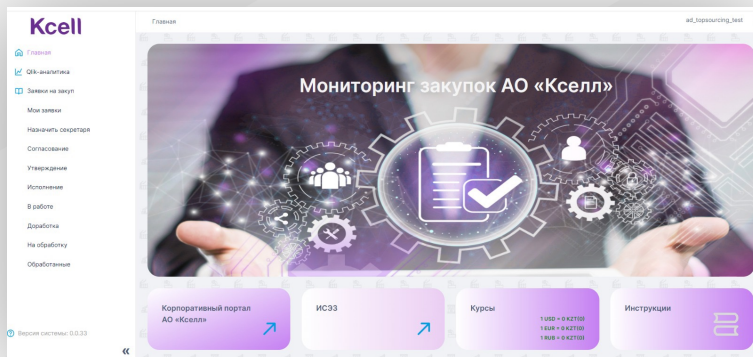 Kcell
Главная
ad_topsourcing_test
Главная
Qlik-аналитика
Заявки на закуп
Мои заявки
Назначить секретаря
Согласование
Утверждение
Исполнение
В работе
Доработка
На обработку
Обработанные
Версия системы: 0.0.33
«
Мониторинг закупок АО «Кселл»
Корпоративный портал
АО «Кселл»
ИСЭЗ
Курсы
1 USD = 0 KZT(0)
1 EUR = 0 KZT(0)
1 RUB = 0 KZT(0)
Инструкции